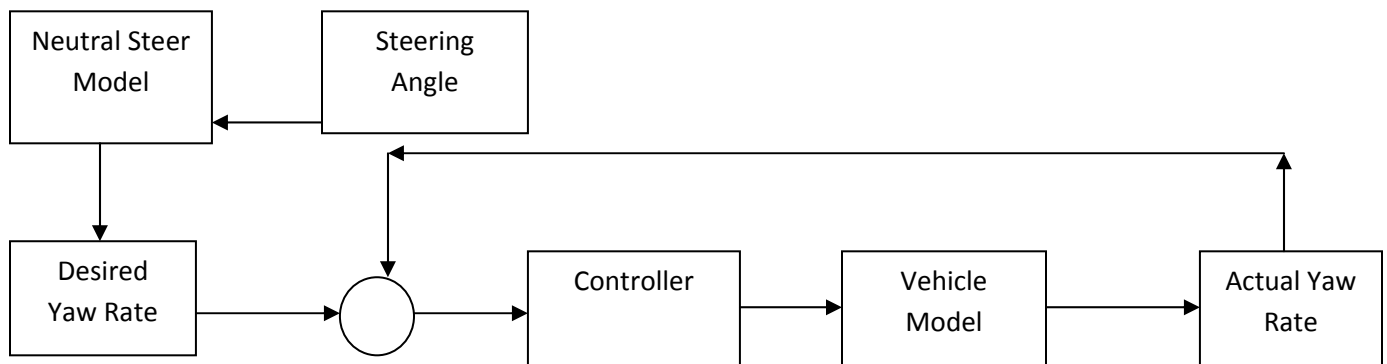 Neutral Steer
Model
Steering
Angle
Desired
Yaw Rate
Controller
Vehicle
Model
Actual Yaw
Rate